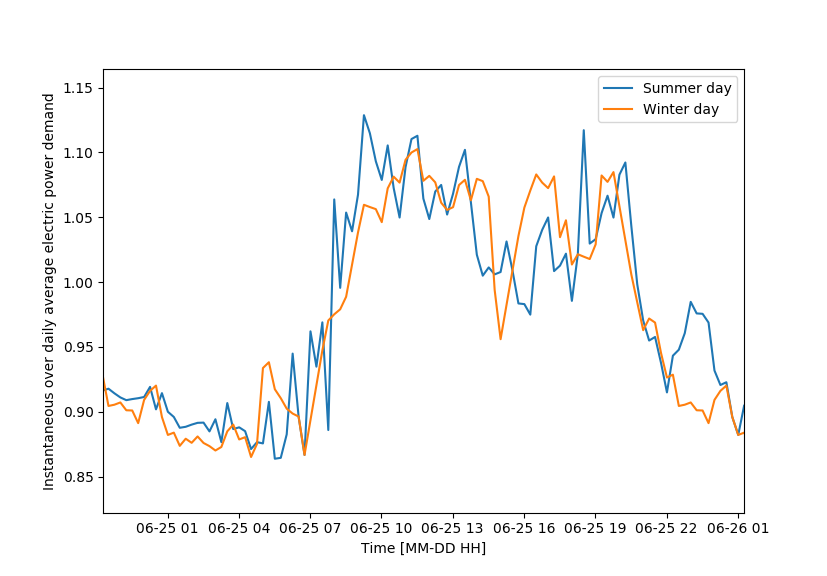 Summer day
Winter day
Instantaneous over daily average electric power demand
1.15
1.10
1.05
1.00
0.95
0.90
0.85
06-25 01 06-25 04 06-25 07 06-25 10 06-25 13 06-25 16 06-25 19 06-25 22 06-26 01
Time [MM-DD HH]